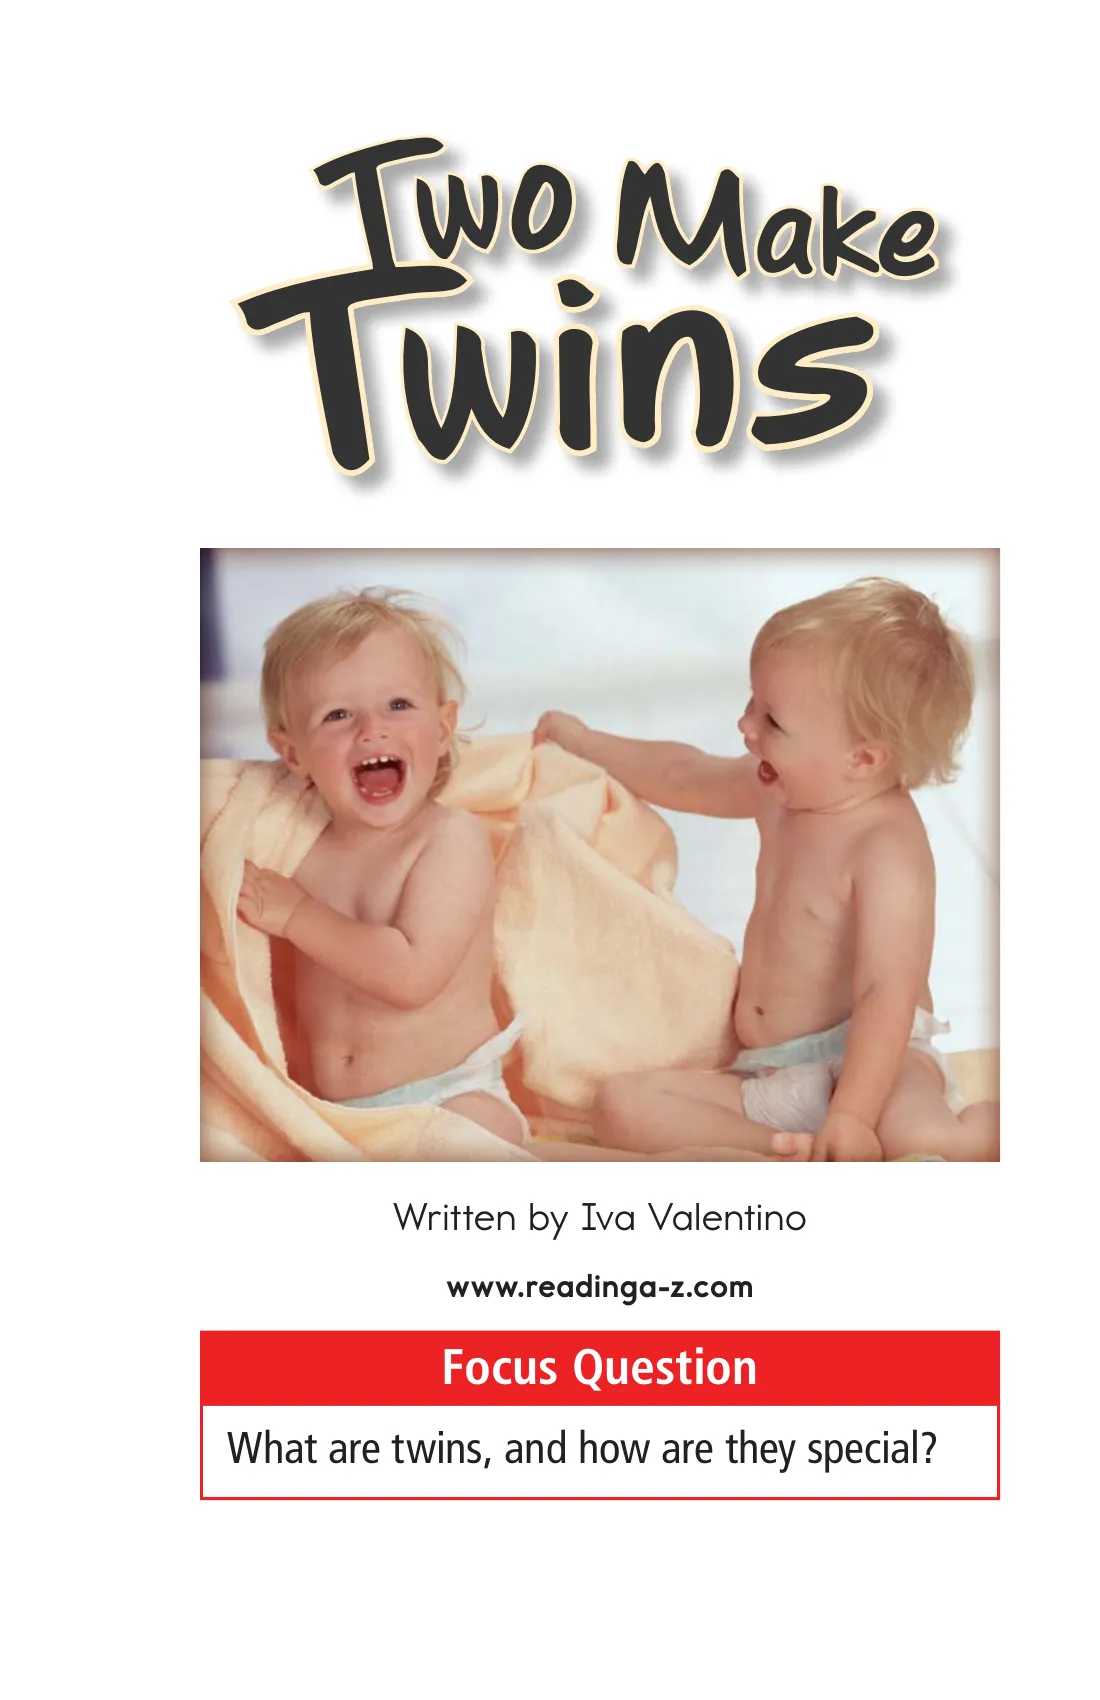 Two Make
Twins
Written by Iva Valentino
www.readinga-z.com
Focus Question
What are twins, and how are they special?